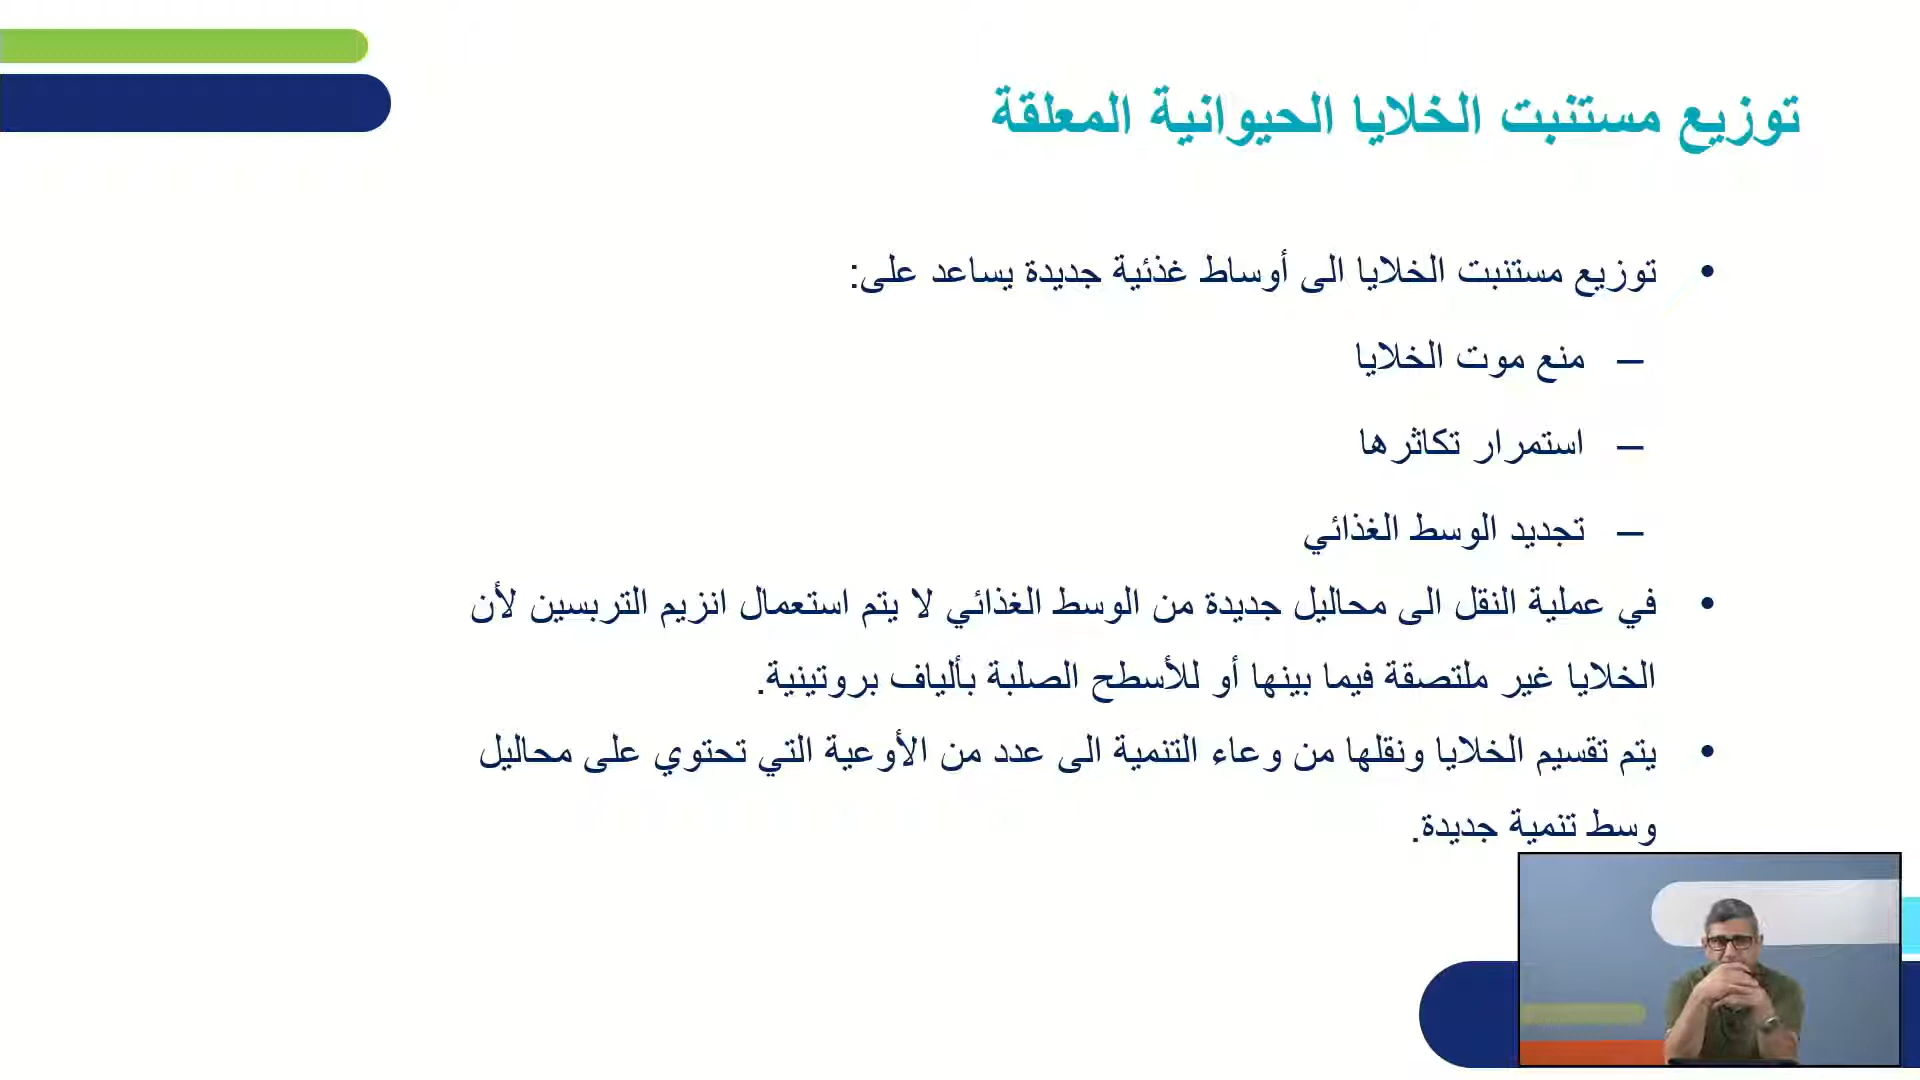 توزيع مستنبت الخلايا الحيوانية المعلقة
• توزيع مستنبت الخلايا الى أوساط غذئية جديدة يساعد على:
– منع موت الخلايا
– استمرار تكاثرها
– تجديد الوسط الغذائي
• في عملية النقل الى محاليل جديدة من الوسط الغذائي لا يتم استعمال انزيم التربسين لأن
الخلايا غير ملتصقة فيما بينها أو للأسطح الصلبة بألياف بروتينية.
• يتم تقسيم الخلايا ونقلها من وعاء التنمية الى عدد من الأوعية التي تحتوي على محاليل
وسط تنمية جديدة.